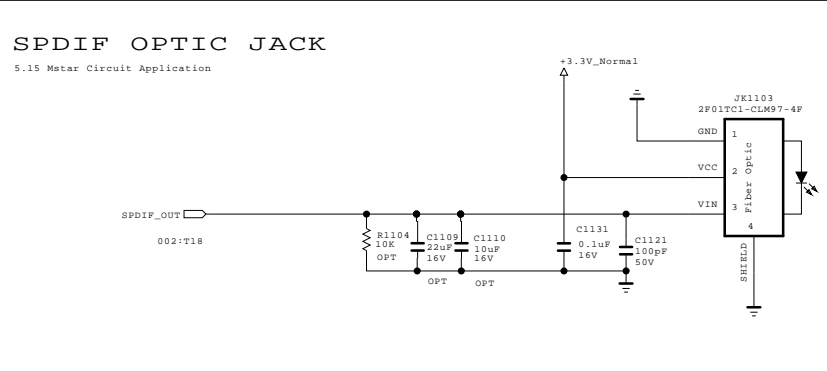 SPDIF OPTIC JACK
5.15 Mstar Circuit Application
+3.3V_Normal
JK1103
2F01TC1-CLM97-4F
GND
1
VCC
2
VIN
3
Fiber Optic
4
SHIELD
SPDIF_OUT
002:T18
R1104
10K
OPT
C1109
22uF
16V
OPT
C1110
10uF
16V
OPT
C1131
0.1uF
16V
C1121
100pF
50V